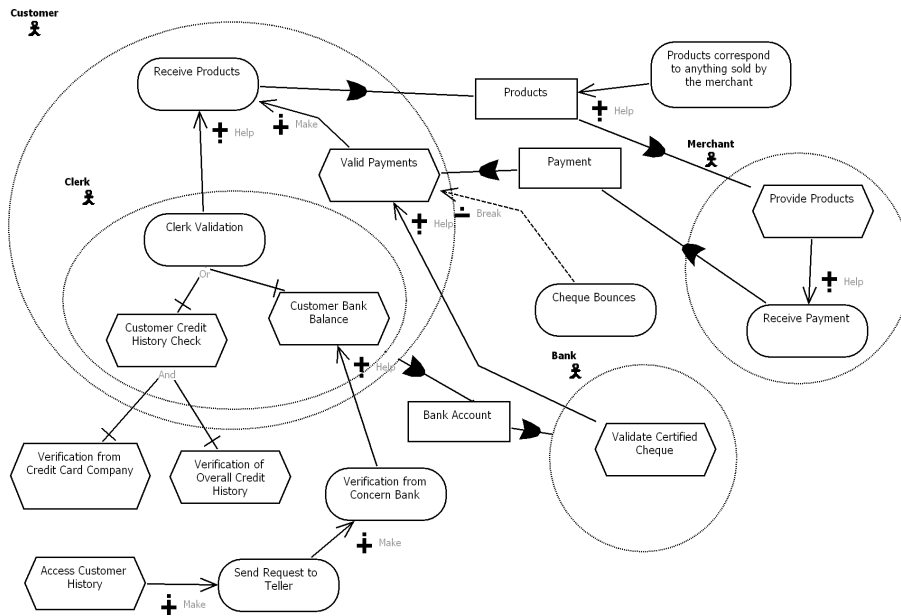 Customer
Receive Products
Products
Products correspond
to anything sold by
the merchant
Help
Make
Help
Merchant
Valid Payments
Payment
Clerk
Provide Products
Help
Break
Clerk Validation
Or
Help
Customer Bank
Balance
Cheque Bounces
Receive Payment
Customer Credit
History Check
Bank
Help
And
Bank Account
Validate Certified
Cheque
Verification from
Credit Card Company
Verification of
Overall Credit
History
Verification from
Concern Bank
Make
Access Customer
History
Send Request to
Teller
Make